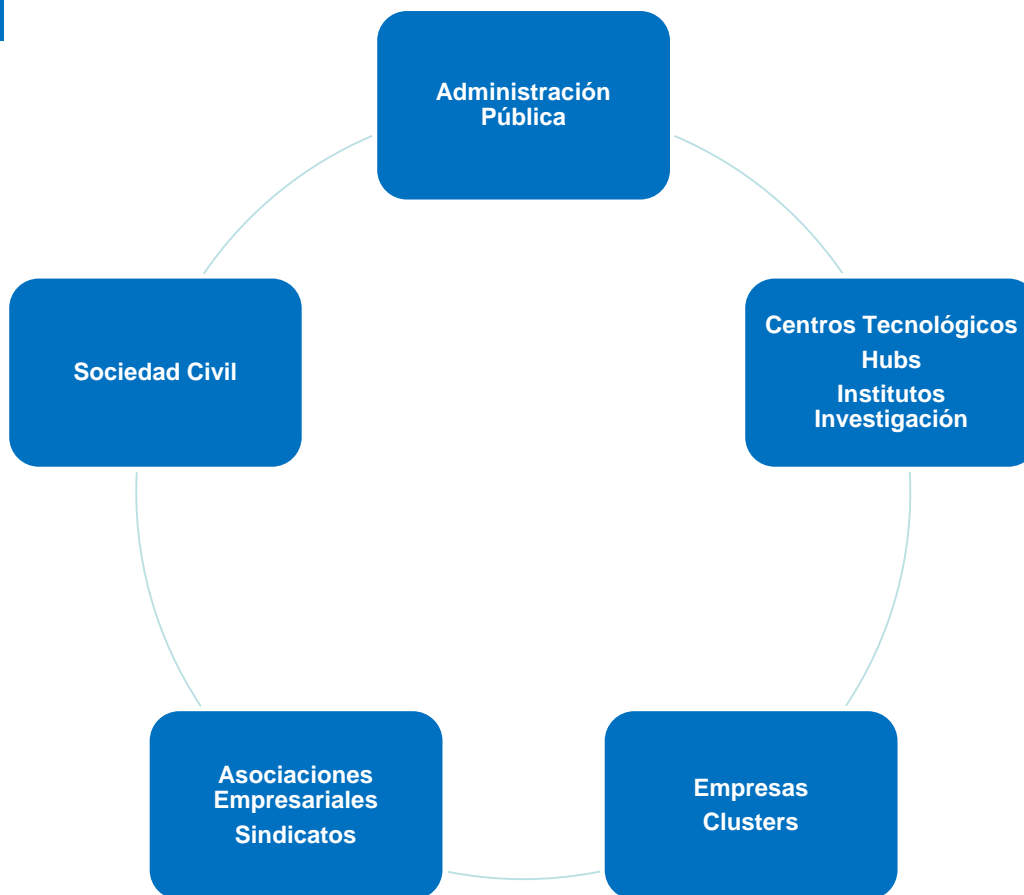 Administración
Pública
Centros Tecnológicos
Hubs
Institutos
Investigación
Empresas
Clusters
Asociaciones
Empresariales
Sindicatos
Sociedad Civil